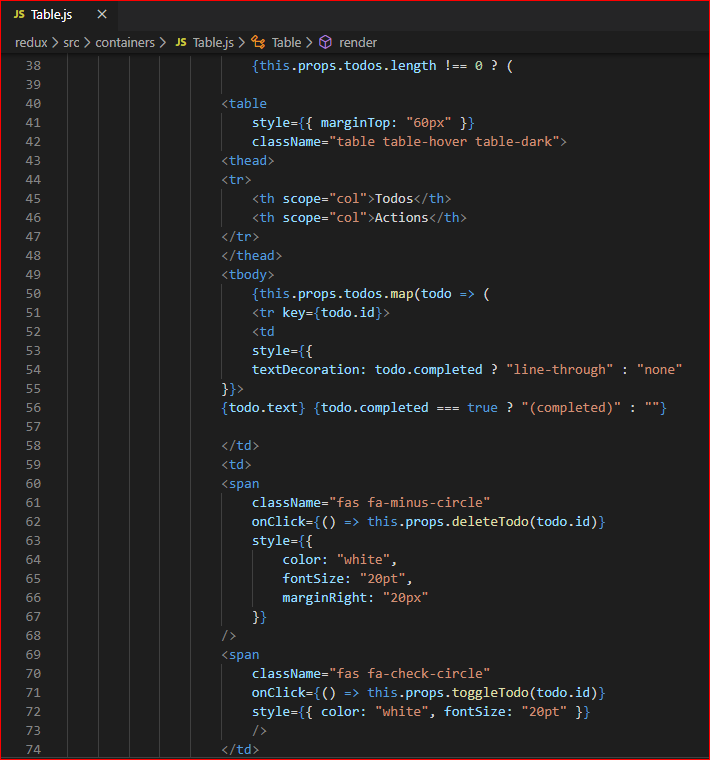 JS Table.js ×
redux > src > containers > JS Table.js > Table > render
38 {this.props.todos.length !== 0 ? (
39
40 <table
41 style={{ marginTop: "60px" }}
42 className="table table-hover table-dark">
43 <thead>
44 <tr>
45 <th scope="col">Todos</th>
46 <th scope="col">Actions</th>
47 </tr>
48 </thead>
49 <tbody>
50 {this.props.todos.map(todo => (
51 <tr key={todo.id}>
52 <td
53 style={{
54 textDecoration: todo.completed ? "line-through" : "none"
55 }}>
56 {todo.text} {todo.completed === true ? "(completed)" : ""}
57
58 </td>
59 <td>
60 <span
61 className="fas fa-minus-circle"
62 onClick={() => this.props.deleteTodo(todo.id)}
63 style={{
64 color: "white",
65 fontSize: "20pt",
66 marginRight: "20px"
67 }}
68 />
69 <span
70 className="fas fa-check-circle"
71 onClick={() => this.props.toggleTodo(todo.id)}
72 style={{ color: "white", fontSize: "20pt" }}
73 />
74 </td>